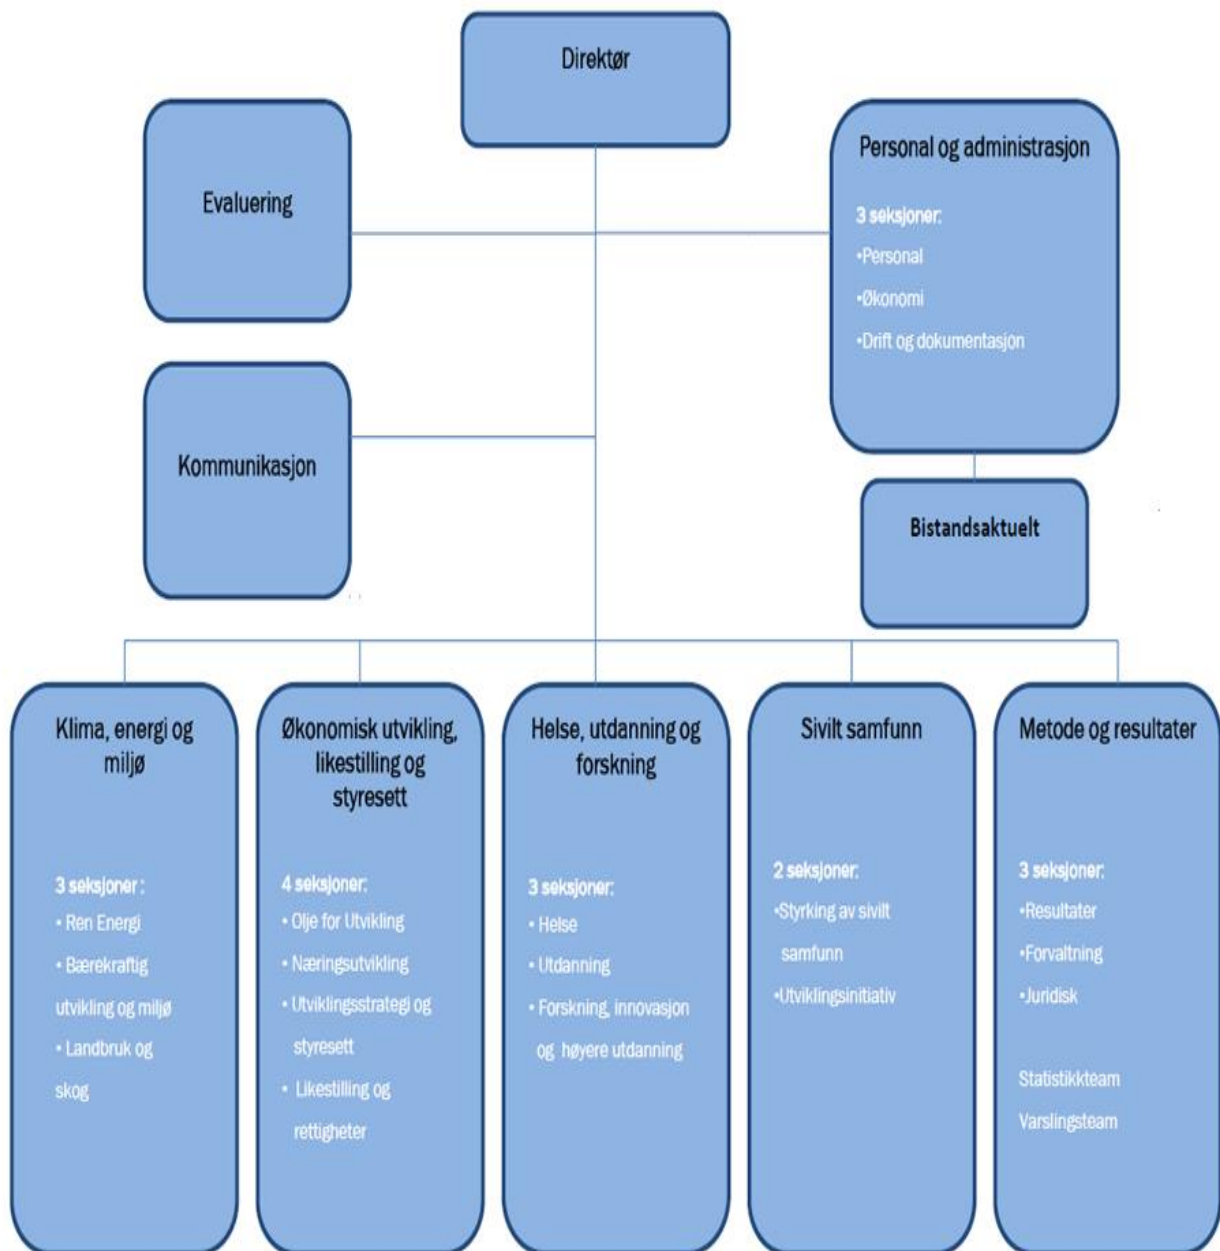 Direktør
Evaluering
Personal og administrasjon
3 seksjoner:
•Personal
•Økonomi
•Drift og dokumentasjon
Kommunikasjon
Bistandsaktuelt
Klima, energi og
miljø
3 seksjoner :
• Ren Energi
• Bærekraftig
utvikling og miljø
• Landbruk og
skog
Økonomisk utvikling,
likestilling og
styresett
4 seksjoner:
• Olje for Utvikling
• Næringsutvikling
• Utviklingsstrategi og
styresett
• Likestilling og
rettigheter
Helse, utdanning og
forskning
3 seksjoner:
• Helse
• Utdanning
• Forskning, innovasjon
og høyere utdanning
Sivilt samfunn
2 seksjoner:
•Styrking av sivilt
samfunn
•Utviklingsinitiativ
Metode og resultater
3 seksjoner:
•Resultater
•Forvaltning
•Juridisk
Statistikkteam
Varslingsteam